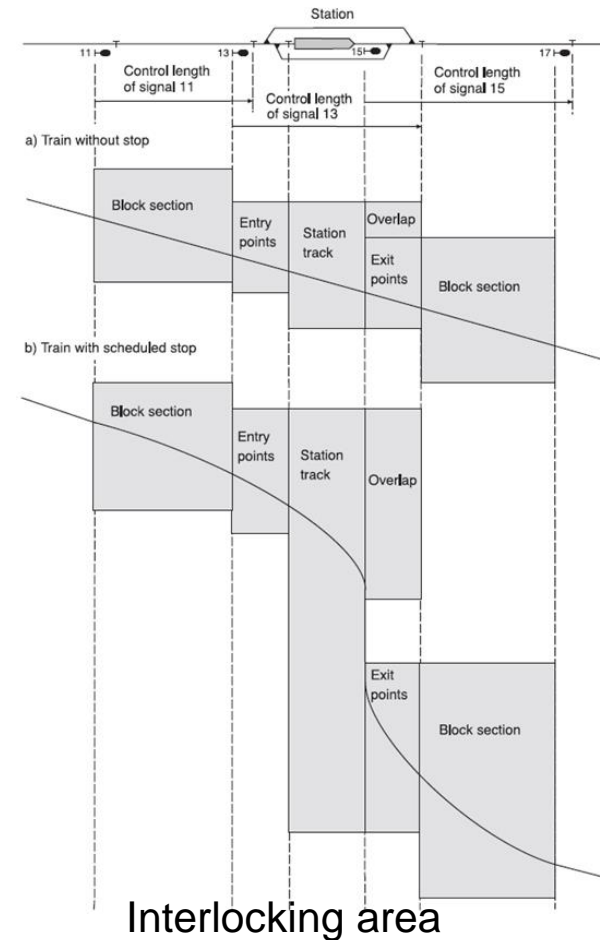 Station
11
13
15
17
Control length
of signal 11
Control length
of signal 13
Control length
of signal 15
a) Train without stop
Block section
Entry
points
Station
track
Overlap
Exit
points
Block section
b) Train with scheduled stop
Block section
Entry
points
Station
track
Overlap
Exit
points
Block section
Interlocking area